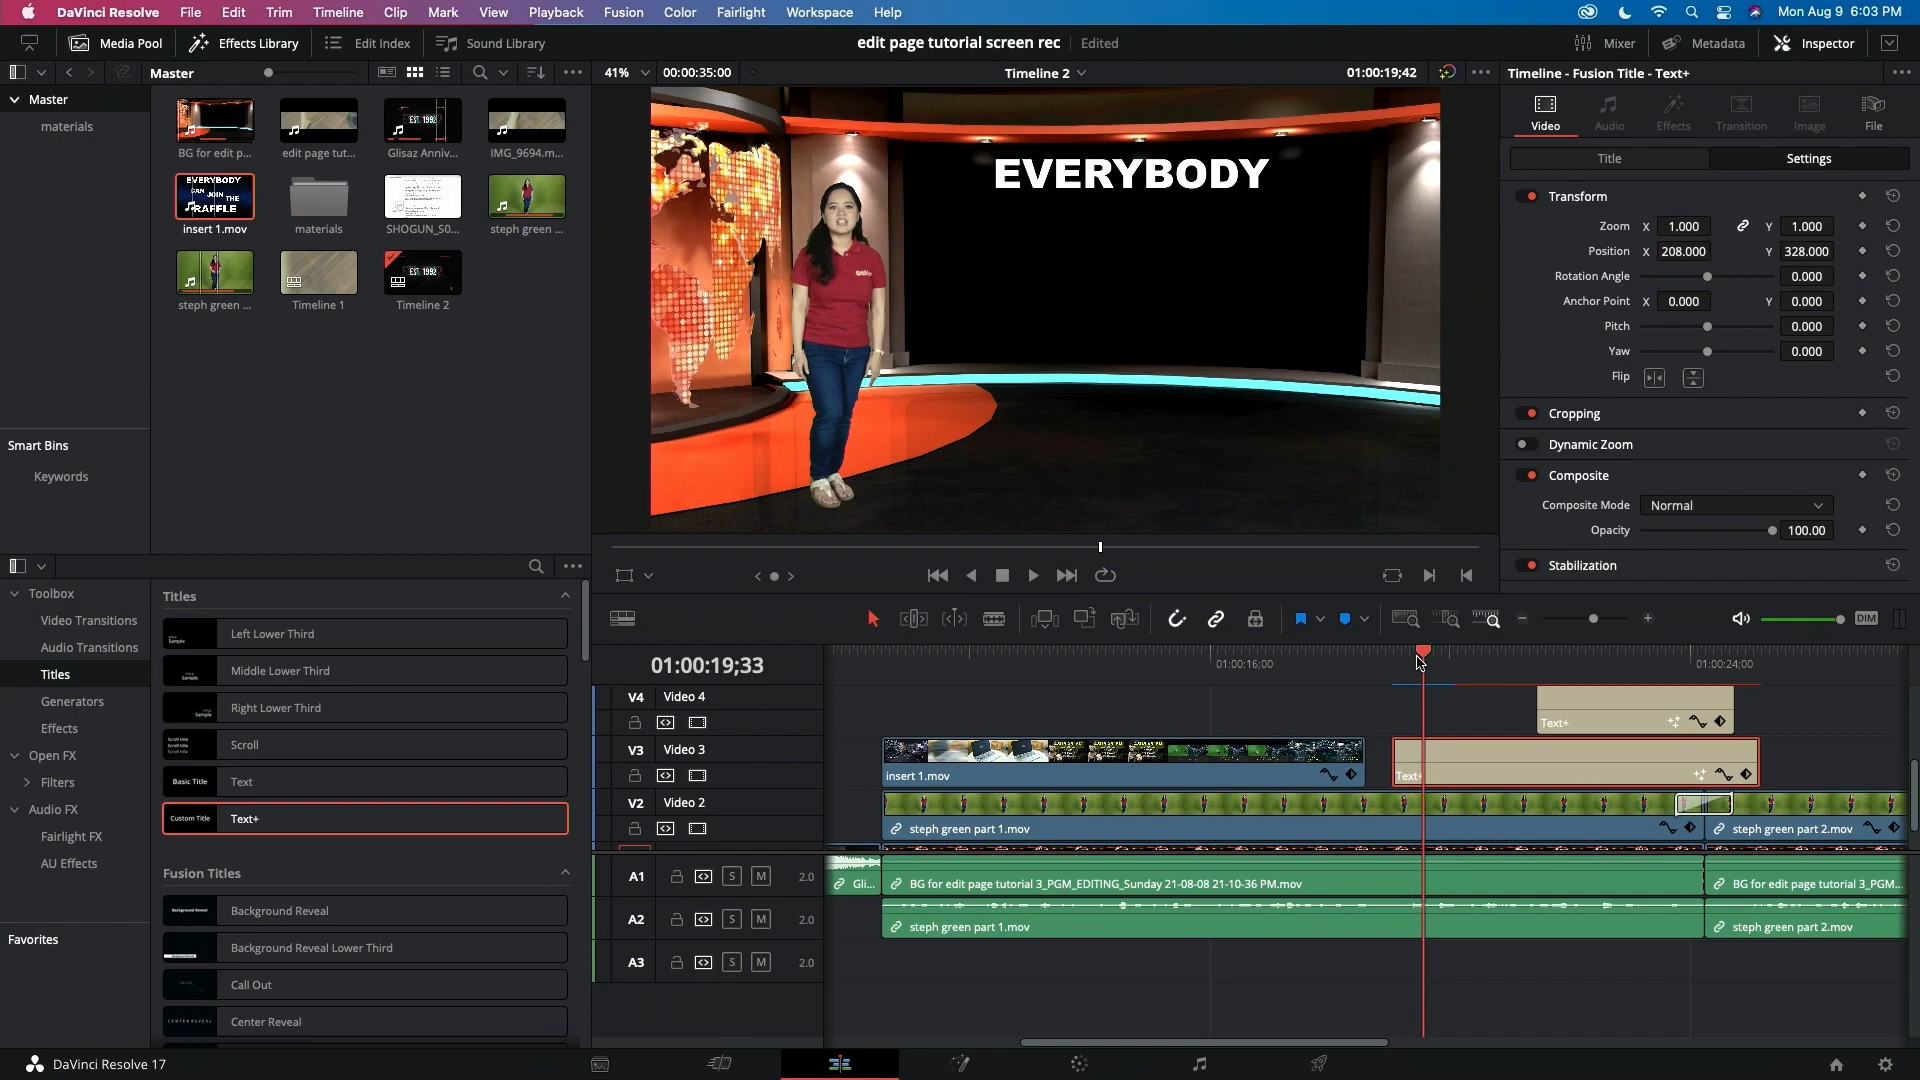 DaVinci Resolve File Edit Trim Timeline Clip Mark View Playback Fusion Color Fairlight Workspace Help Mon Aug 9 6:03 PM
Media Pool Effects Library Edit Index Sound Library edit page tutorial screen rec Edited Mixer Metadata Inspector
Master 41% 00:00:35:00 Timeline 2 01:00:19;42 Timeline - Fusion Title - Text+
Master
materials
BG for edit p... edit page tut... Glisaz Anniv... IMG_9694.m...
EST. 1992
EVERYBODY
CAN JOIN THE
RAFFLE
insert 1.mov materials SHOGUN_S0... steph green ...
EST. 1992
steph green ... Timeline 1 Timeline 2
Smart Bins
Keywords
EVERYBODY
Video Audio Effects Transition Image File
Title Settings
Transform
Zoom X 1.000 Y 1.000
Position X 208.000 Y 328.000
Rotation Angle 0.000
Anchor Point X 0.000 Y 0.000
Pitch 0.000
Yaw 0.000
Flip
Cropping
Dynamic Zoom
Composite
Composite Mode Normal
Opacity 100.00
Stabilization
Toolbox
Video Transitions
Audio Transitions
Titles
Generators
Effects
Open FX
Filters
Audio FX
Fairlight FX
AU Effects
Favorites
Titles
Left Lower Third
Middle Lower Third
Right Lower Third
Scroll
Basic Title Text
Custom Title Text+
Fusion Titles
Background Reveal
Background Reveal Lower Third
Call Out
CENTER REVEAL Center Reveal
DIM
01:00:19;33 01:00:16;00 01:00:24;00
V4 Video 4
Text+
V3 Video 3
insert 1.mov Text+
V2 Video 2
steph green part 1.mov steph green part 2.mov
A1 S M 2.0 Gli... BG for edit page tutorial 3_PGM_EDITING_Sunday 21-08-08 21-10-36 PM.mov BG for edit page tutorial 3_PGM...
A2 S M 2.0 steph green part 1.mov steph green part 2.mov
A3 S M 2.0
DaVinci Resolve 17